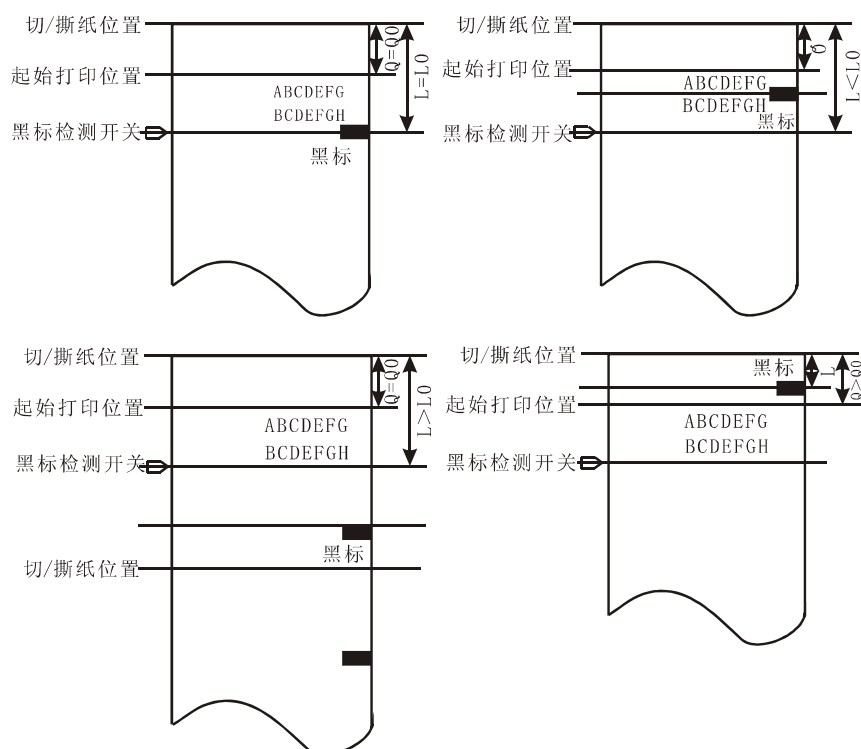 切/撕纸位置
Q=Q0
L=L0
起始打印位置
ABCDEFG
BCDEFGH
黑标检测开关
黑标
切/撕纸位置
Q
L<L0
起始打印位置
ABCDEFG
BCDEFGH
黑标
黑标检测开关
切/撕纸位置
Q=Q0
L>L0
起始打印位置
ABCDEFG
BCDEFGH
黑标检测开关
黑标
切/撕纸位置
切/撕纸位置
黑标
L
Q>Q0
起始打印位置
ABCDEFG
BCDEFGH
黑标检测开关